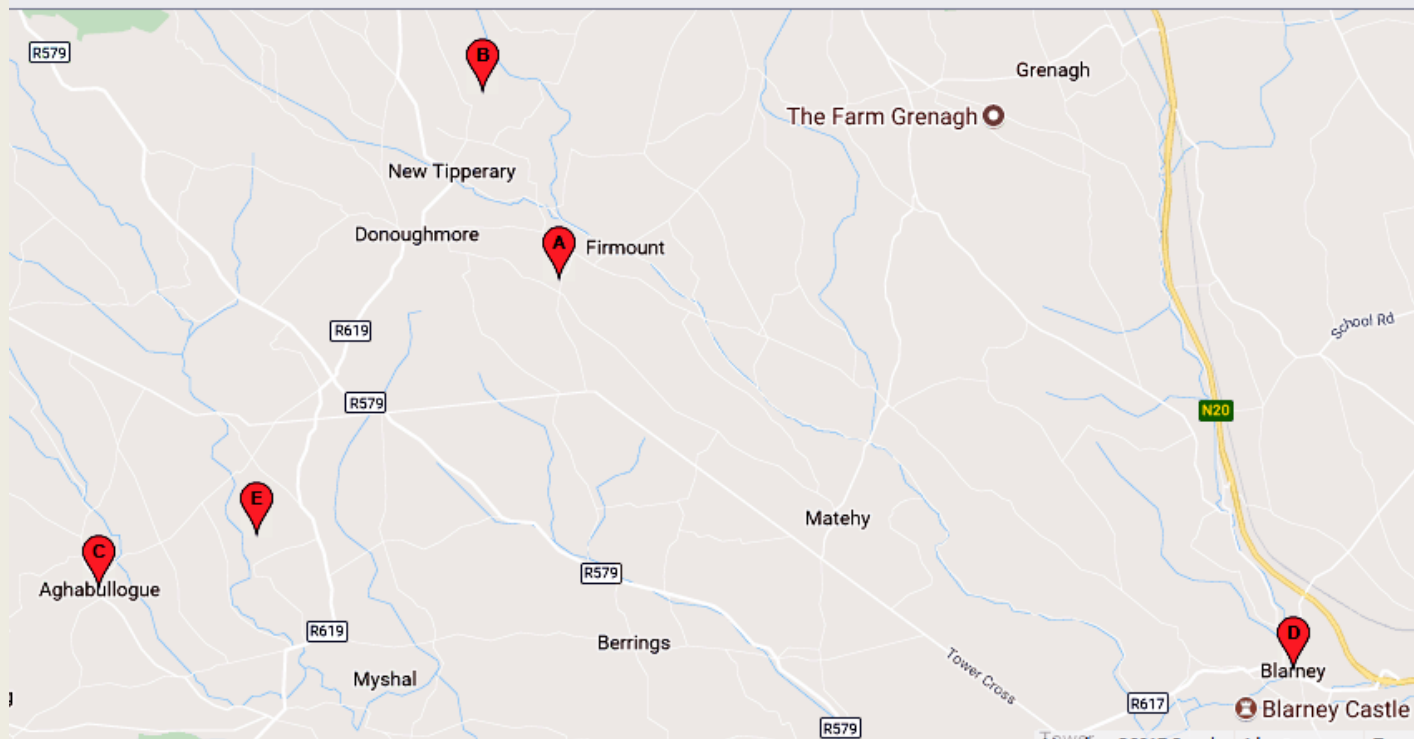 R579
B
Grenagh
The Farm Grenagh
New Tipperary
Donoughmore
A
Firmount
R619
School Rd
R579
N20
E
Matehy
C
Aghabullogue
R579
R619
Berrings
D
Tower Cross
Myshal
Blarney
R617
Blarney Castle
R579